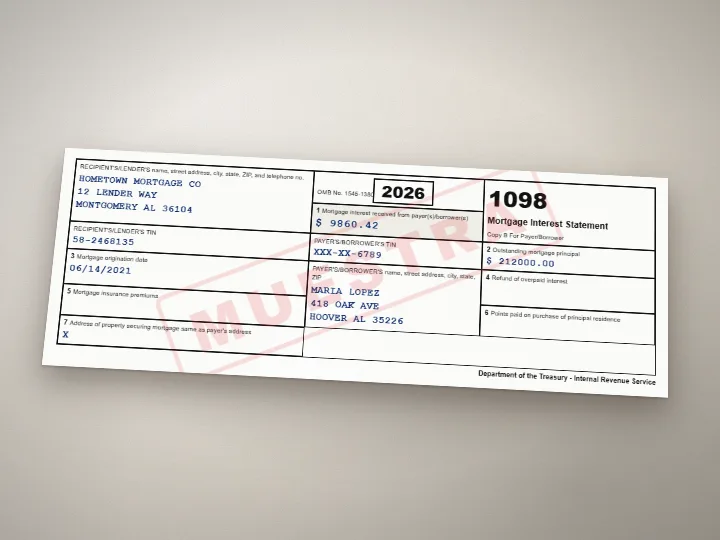 RECIPIENT'S/LENDER'S name, street address, city, state, ZIP, and telephone no.
HOMETOWN MORTGAGE CO
12 LENDER WAY
MONTGOMERY AL 36104
OMB No. 1545-1380
2026
1098
Mortgage Interest Statement
Copy B For Payer/Borrower
1 Mortgage interest received from payer(s)/borrower(s)
$ 9860.42
RECIPIENT'S/LENDER'S TIN
58-2468135
PAYER'S/BORROWER'S TIN
XXX-XX-6789
2 Outstanding mortgage principal
$ 212000.00
3 Mortgage origination date
06/14/2021
PAYER'S/BORROWER'S name, street address, city, state,
ZIP
MARIA LOPEZ
418 OAK AVE
HOOVER AL 35226
4 Refund of overpaid interest
5 Mortgage insurance premiums
6 Points paid on purchase of principal residence
7 Address of property securing mortgage same as payer's address
X
Department of the Treasury - Internal Revenue Service
MUESTRA